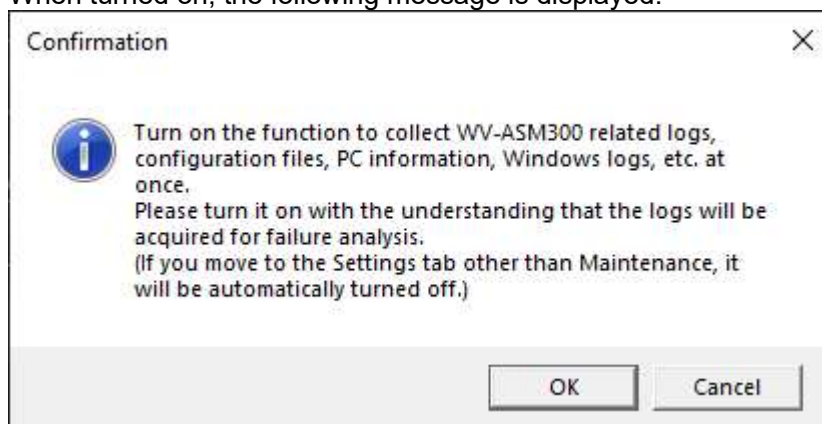 When turned on, the following message is displayed.
Confirmation
Turn on the function to collect WV-ASM300 related logs,
configuration files, PC information, Windows logs, etc. at
once.
Please turn it on with the understanding that the logs will be
acquired for failure analysis.
(If you move to the Settings tab other than Maintenance, it
will be automatically turned off.)
OK Cancel